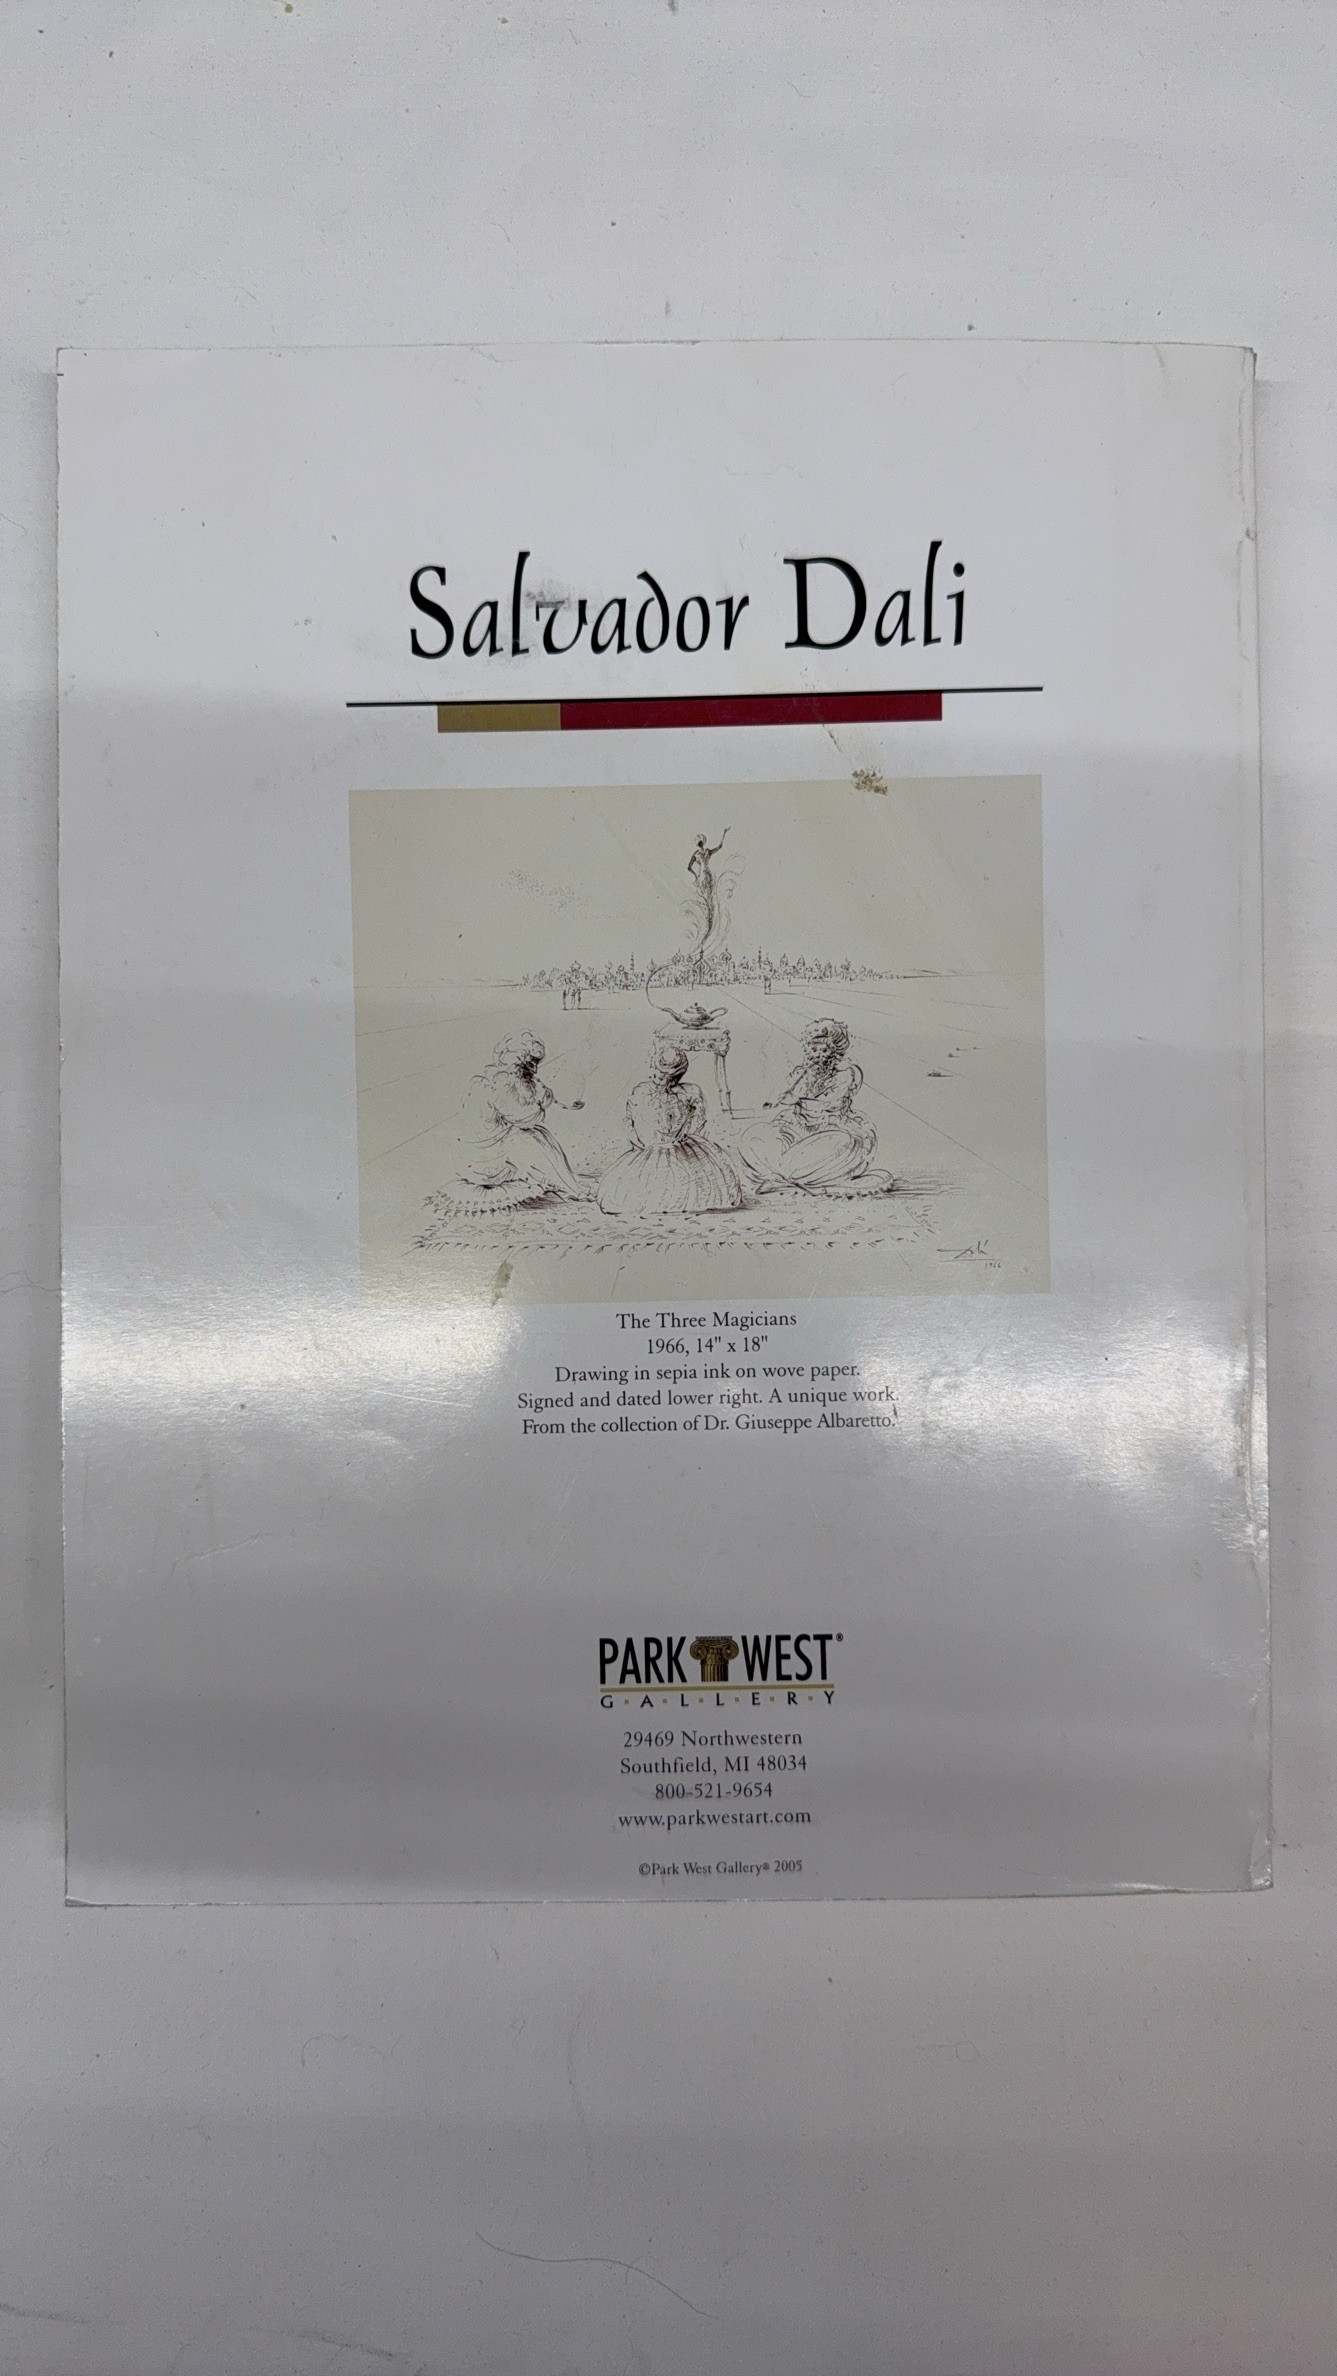 Salvador Dali
Dalí
1966
The Three Magicians
1966, 14" x 18"
Drawing in sepia ink on wove paper.
Signed and dated lower right. A unique work.
From the collection of Dr. Giuseppe Albaretto.
PARK WEST®
G·A·L·L·E·R·Y
29469 Northwestern
Southfield, MI 48034
800-521-9654
www.parkwestart.com
©Park West Gallery® 2005